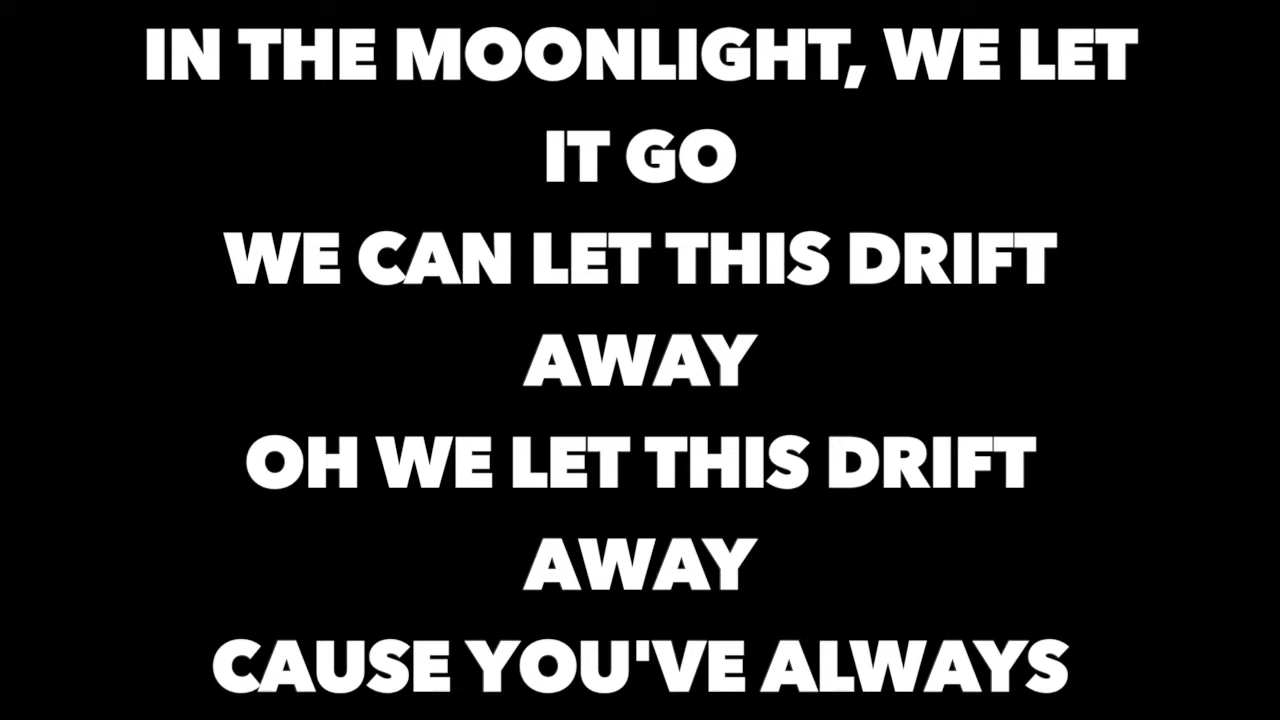 IN THE MOONLIGHT, WE LET
IT GO
WE CAN LET THIS DRIFT
AWAY
OH WE LET THIS DRIFT
AWAY
CAUSE YOU'VE ALWAYS